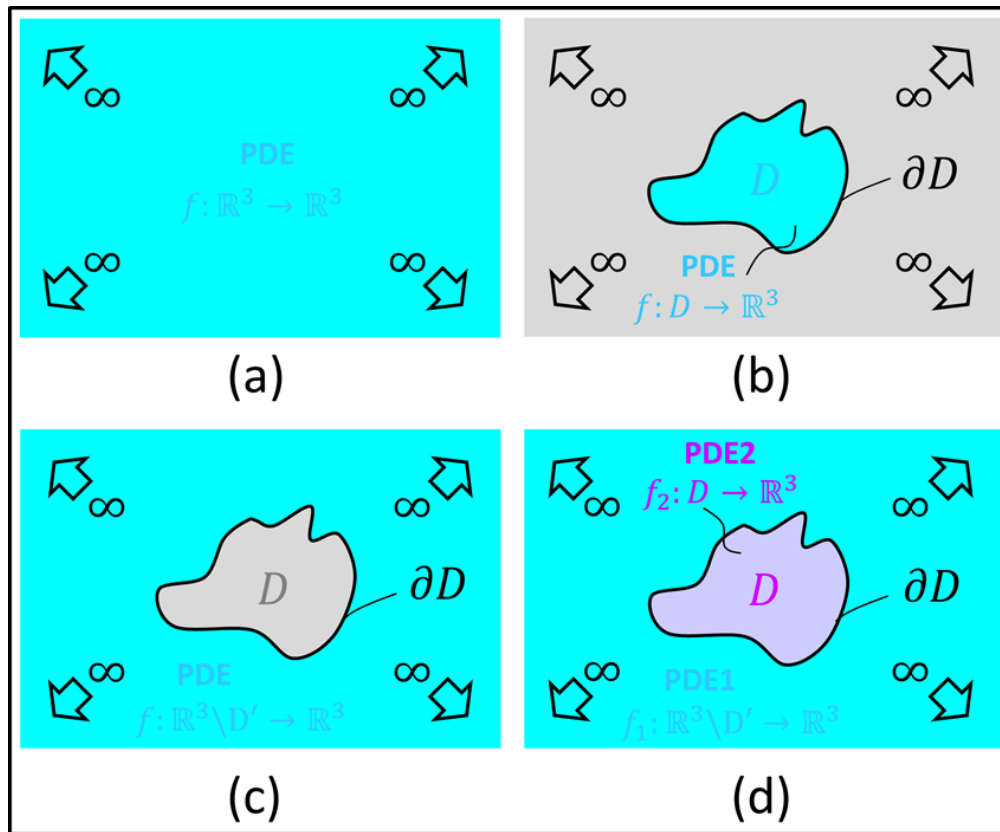 ∞ ∞
PDE
f: ℝ³ → ℝ³
∞ ∞
(a)
∞ ∞
D
∂D
∞ ∞
PDE
f: D → ℝ³
(b)
∞ ∞
D
∂D
∞ ∞
PDE
f: ℝ³\D′ → ℝ³
(c)
PDE2
f₂: D → ℝ³
∞ ∞
D
∂D
∞ ∞
PDE1
f₁: ℝ³\D′ → ℝ³
(d)